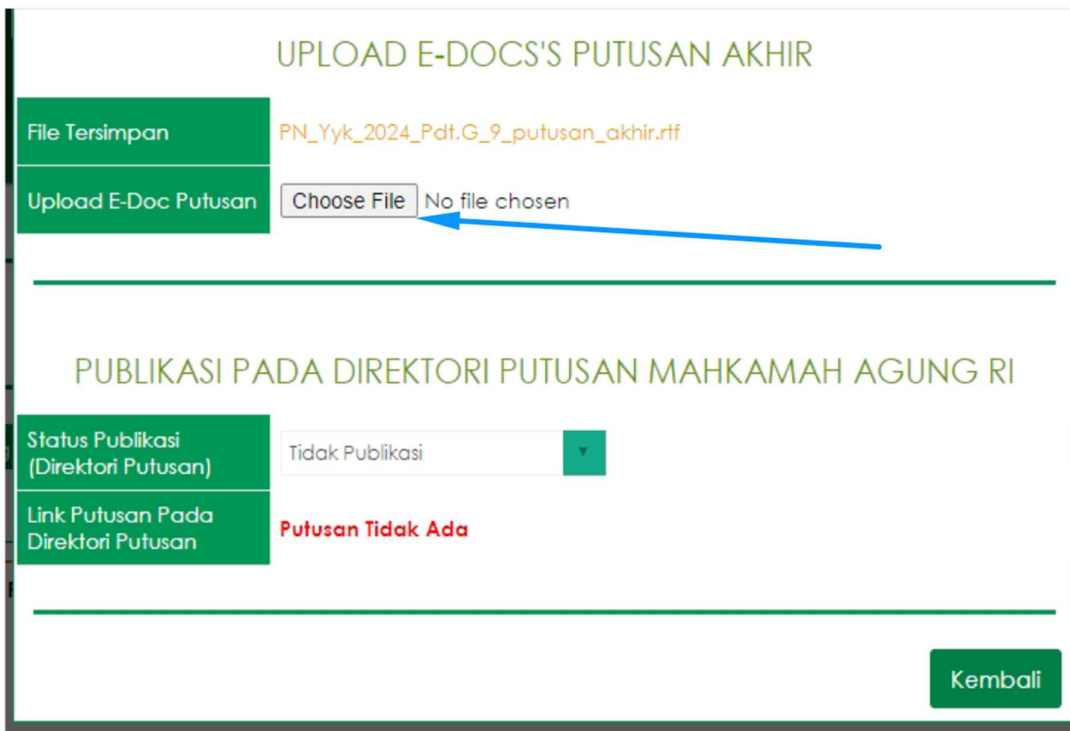 UPLOAD E-DOCS'S PUTUSAN AKHIR
File Tersimpan PN_Yyk_2024_Pdt.G_9_putusan_akhir.rtf
Upload E-Doc Putusan Choose File No file chosen
PUBLIKASI PADA DIREKTORI PUTUSAN MAHKAMAH AGUNG RI
Status Publikasi
(Direktori Putusan) Tidak Publikasi
Link Putusan Pada
Direktori Putusan Putusan Tidak Ada
Kembali